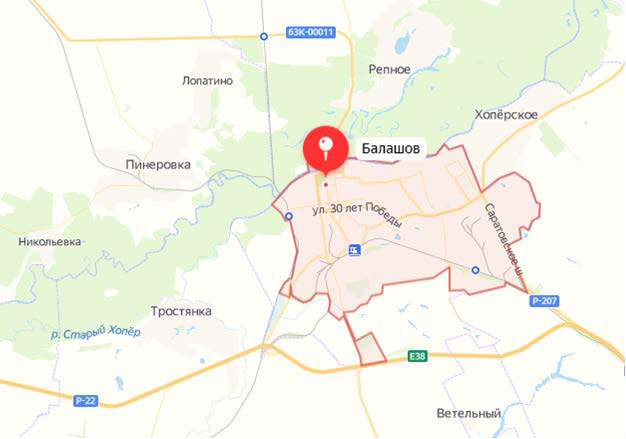 63К-00011
Репное
Лопатино
Хопёрское
Балашов
Пинеровка
ул. 30 лет Победы
Саратовское ш.
Никольевка
Р-207
Тростянка
р. Старый Хопёр
Е38
Р-22
Ветельный